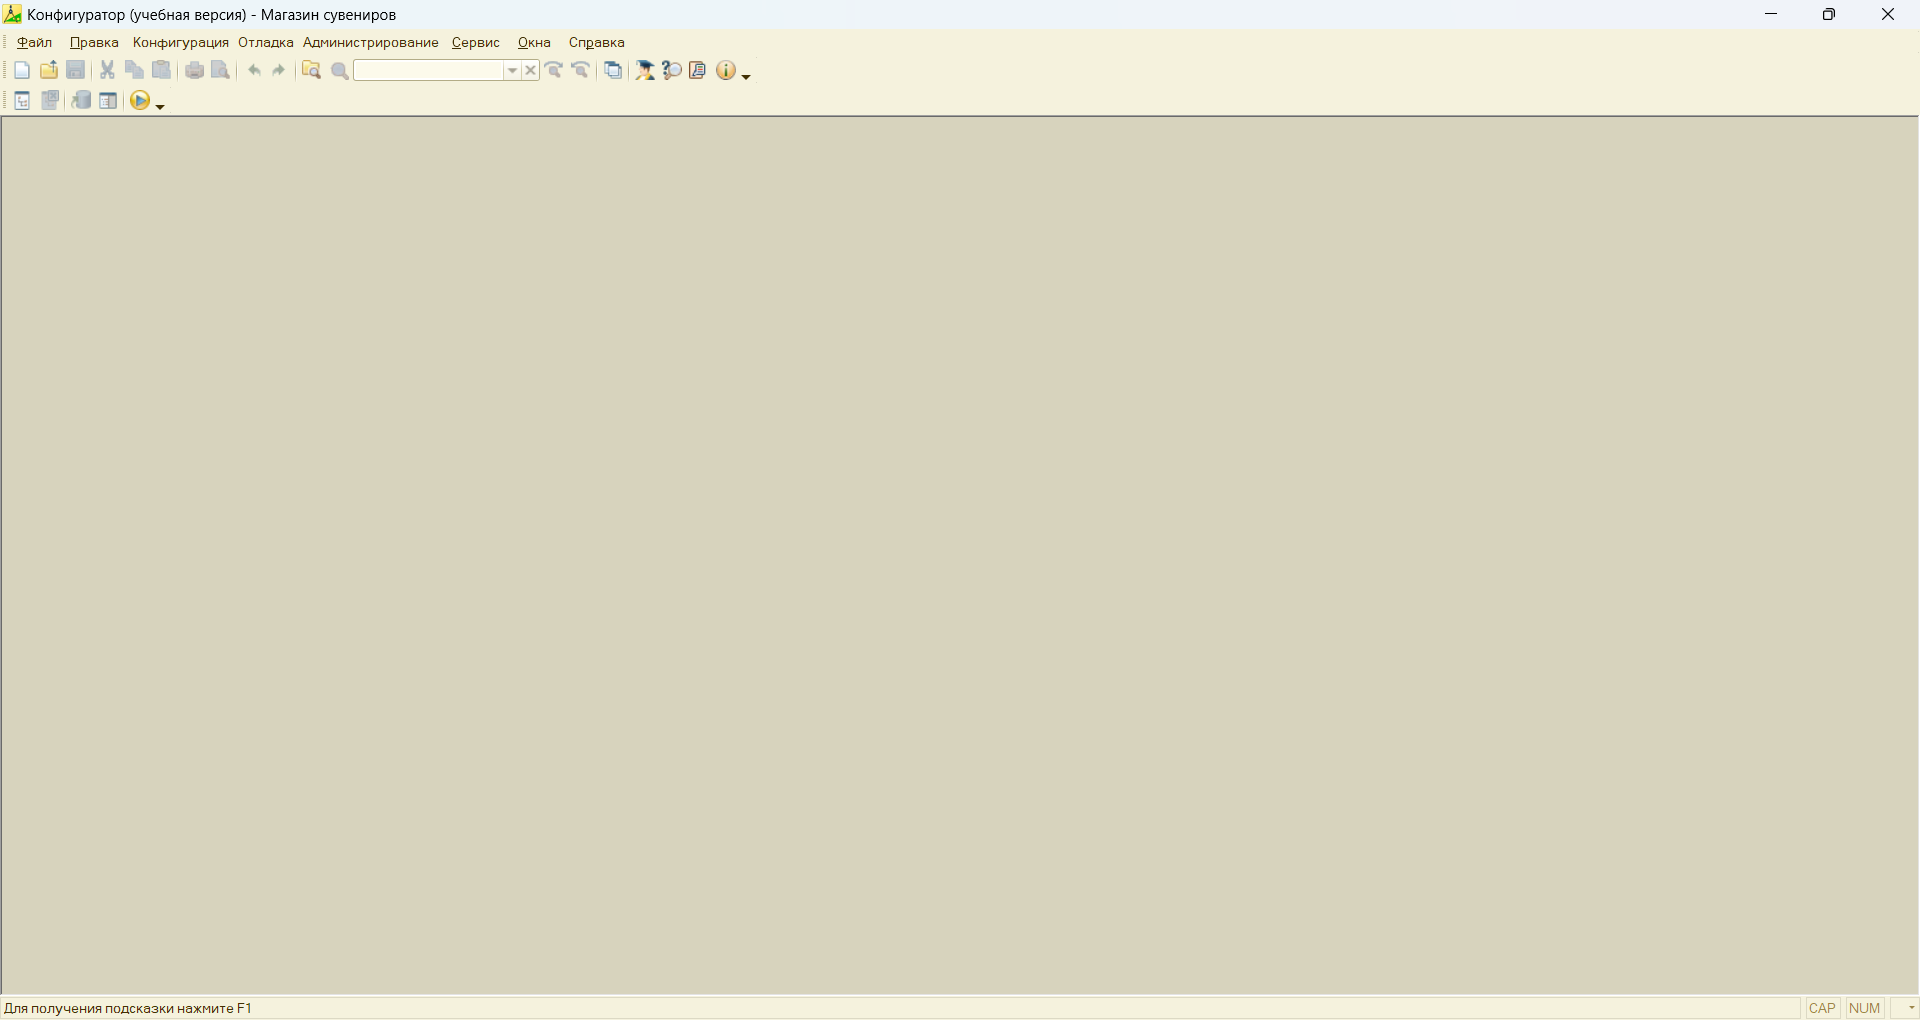 Конфигуратор (учебная версия) - Магазин сувениров
Файл Правка Конфигурация Отладка Администрирование Сервис Окна Справка
Для получения подсказки нажмите F1
CAP NUM